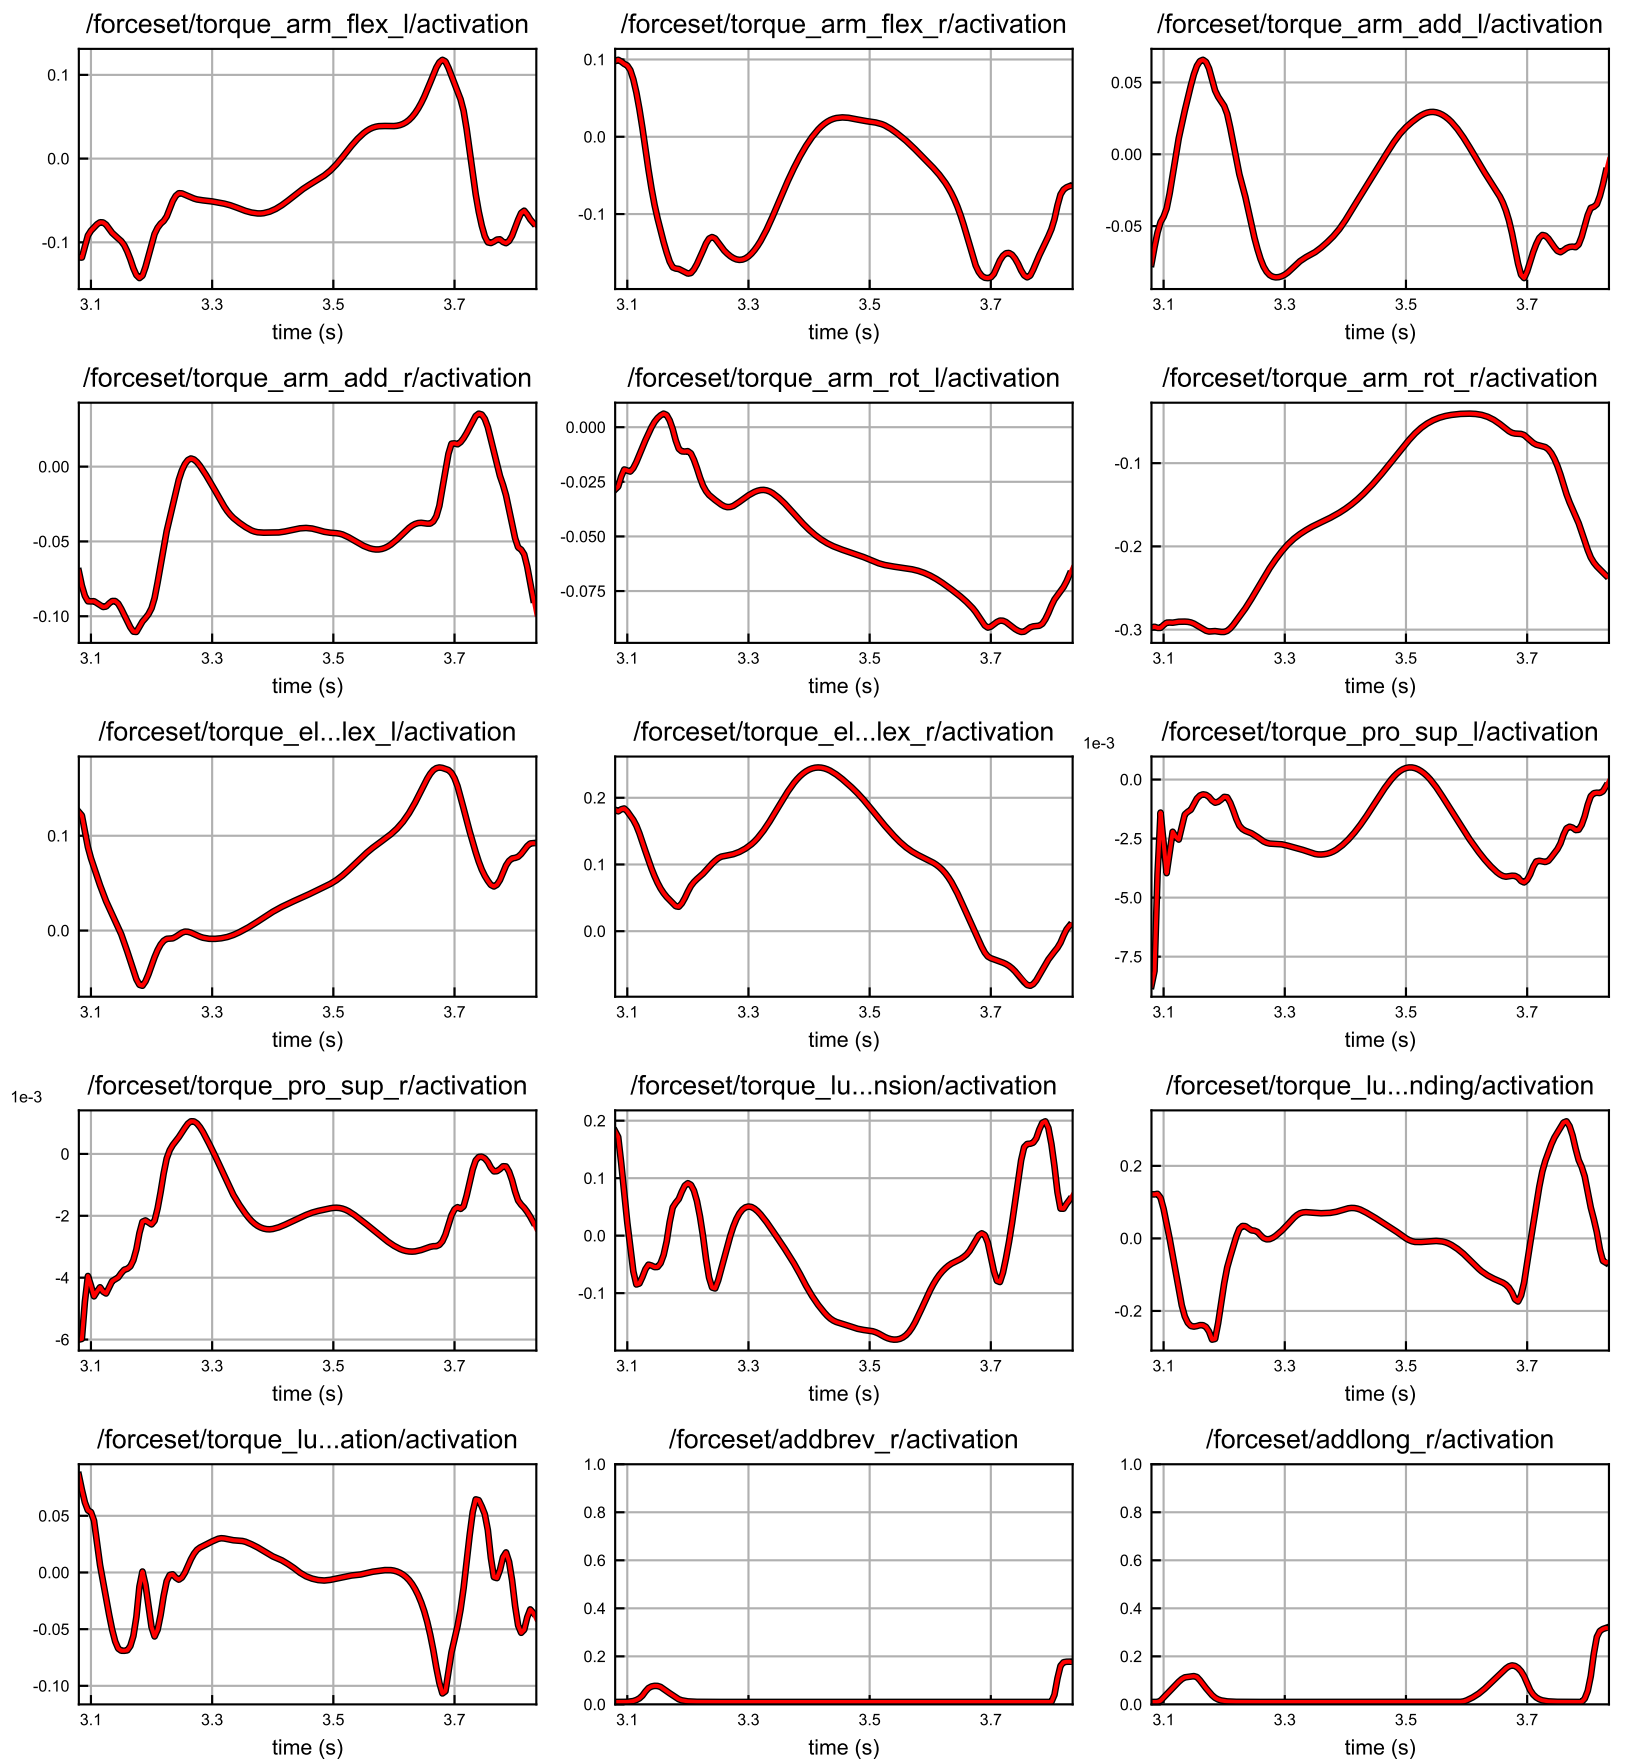 /forceset/torque_arm_flex_l/activation
0.1
0.0
-0.1
3.1 3.3 3.5 3.7
time (s)
/forceset/torque_arm_flex_r/activation
0.1
0.0
-0.1
3.1 3.3 3.5 3.7
time (s)
/forceset/torque_arm_add_l/activation
0.05
0.00
-0.05
3.1 3.3 3.5 3.7
time (s)
/forceset/torque_arm_add_r/activation
0.00
-0.05
-0.10
3.1 3.3 3.5 3.7
time (s)
/forceset/torque_arm_rot_l/activation
0.000
-0.025
-0.050
-0.075
3.1 3.3 3.5 3.7
time (s)
/forceset/torque_arm_rot_r/activation
-0.1
-0.2
-0.3
3.1 3.3 3.5 3.7
time (s)
/forceset/torque_el...lex_l/activation
0.1
0.0
3.1 3.3 3.5 3.7
time (s)
/forceset/torque_el...lex_r/activation
0.2
0.1
0.0
3.1 3.3 3.5 3.7
time (s)
/forceset/torque_pro_sup_l/activation
1e-3
0.0
-2.5
-5.0
-7.5
3.1 3.3 3.5 3.7
time (s)
/forceset/torque_pro_sup_r/activation
1e-3
0
-2
-4
-6
3.1 3.3 3.5 3.7
time (s)
/forceset/torque_lu...nsion/activation
0.2
0.1
0.0
-0.1
3.1 3.3 3.5 3.7
time (s)
/forceset/torque_lu...nding/activation
0.2
0.0
-0.2
3.1 3.3 3.5 3.7
time (s)
/forceset/torque_lu...ation/activation
0.05
0.00
-0.05
-0.10
3.1 3.3 3.5 3.7
time (s)
/forceset/addbrev_r/activation
1.0
0.8
0.6
0.4
0.2
0.0
3.1 3.3 3.5 3.7
time (s)
/forceset/addlong_r/activation
1.0
0.8
0.6
0.4
0.2
0.0
3.1 3.3 3.5 3.7
time (s)